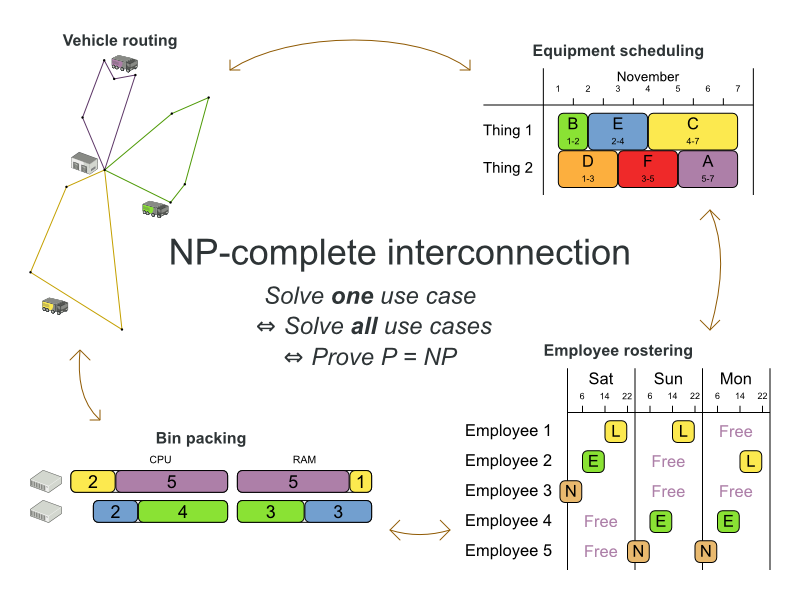 Vehicle routing
Equipment scheduling
November
1 2 3 4 5 6 7
Thing 1
B E C
1-2 2-4 4-7
Thing 2
D F A
1-3 3-5 5-7
NP-complete interconnection
Solve one use case
⇔ Solve all use cases
⇔ Prove P = NP
Bin packing
CPU RAM
2 5 5 1
2 4 3 3
Employee rostering
Sat Sun Mon
6 14 22 6 14 22 6 14 22
Employee 1 L L Free
Employee 2 E Free L
Employee 3 N Free Free
Employee 4 Free E E
Employee 5 Free N N